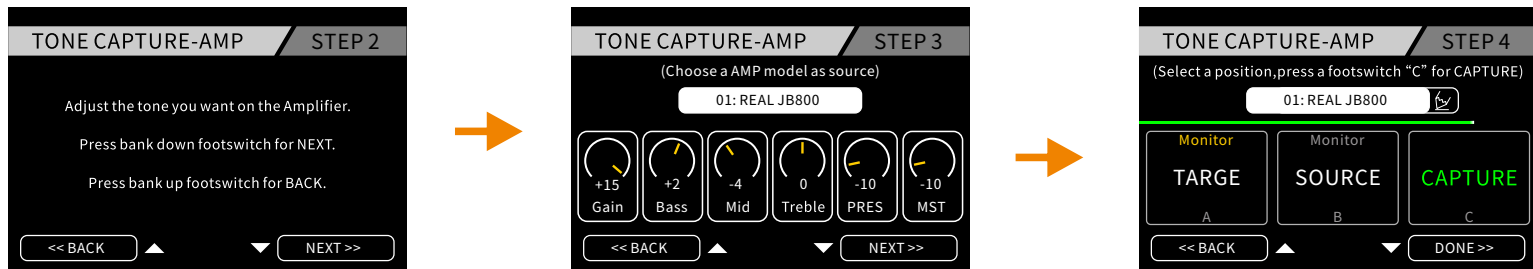 TONE CAPTURE-AMP STEP 2
Adjust the tone you want on the Amplifier.
Press bank down footswitch for NEXT.
Press bank up footswitch for BACK.
<< BACK NEXT >>
TONE CAPTURE-AMP STEP 3
(Choose a AMP model as source)
01: REAL JB800
+15 +2 -4 0 -10 -10
Gain Bass Mid Treble PRES MST
<< BACK NEXT >>
TONE CAPTURE-AMP STEP 4
(Select a position,press a footswitch “C” for CAPTURE)
01: REAL JB800
Monitor Monitor
TARGE SOURCE CAPTURE
A B C
<< BACK DONE >>